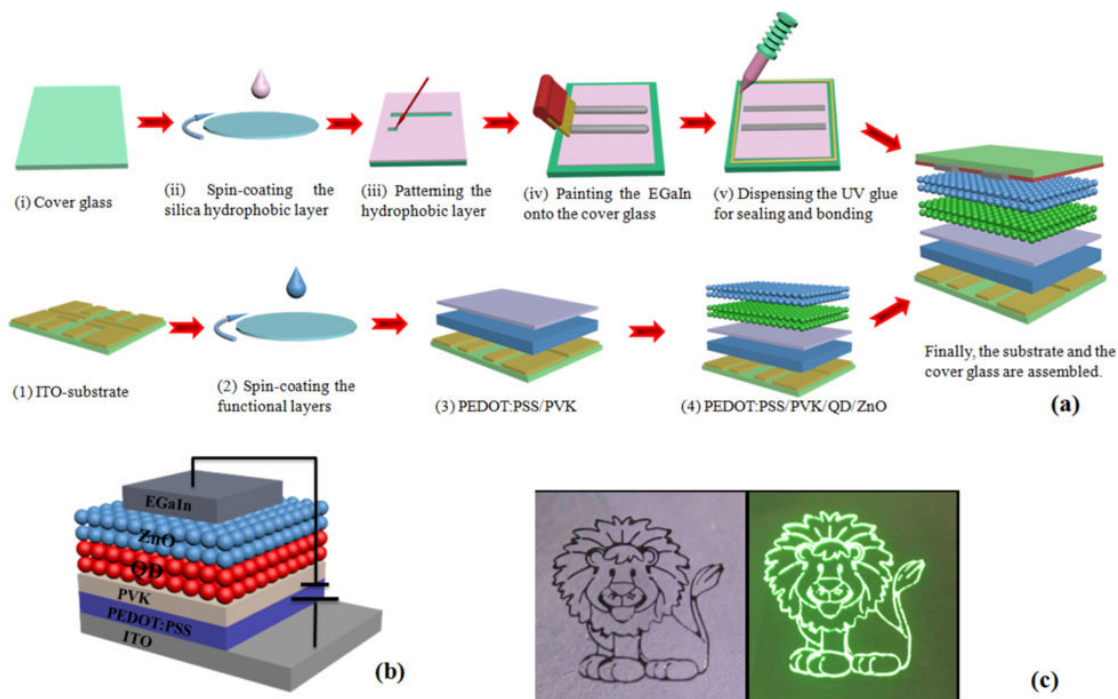 (i) Cover glass
(ii) Spin-coating the
silica hydrophobic layer
(iii) Patterning the
hydrophobic layer
(iv) Painting the EGaIn
onto the cover glass
(v) Dispensing the UV glue
for sealing and bonding
(1) ITO-substrate
(2) Spin-coating the
functional layers
(3) PEDOT:PSS/PVK
(4) PEDOT:PSS/PVK/QD/ZnO
Finally, the substrate and the
cover glass are assembled.
(a)
EGaIn
ZnO
QD
PVK
PEDOT:PSS
ITO
(b)
(c)